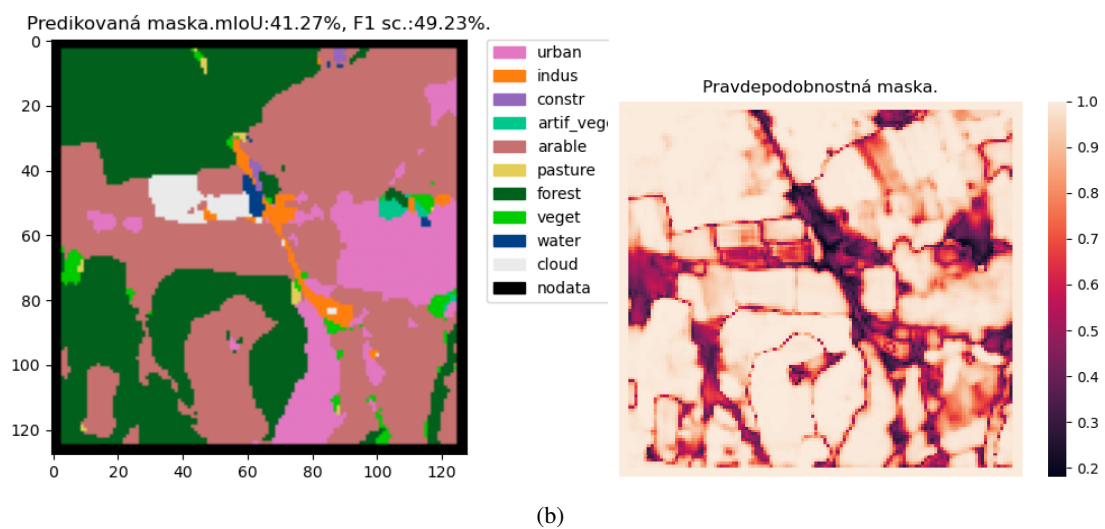 Predikovaná maska.mIoU:41.27%, F1 sc.:49.23%.
0
20
40
60
80
100
120
0 20 40 60 80 100 120
urban
indus
constr
artif_vege
arable
pasture
forest
veget
water
cloud
nodata
Pravdepodobnostná maska.
1.0
0.9
0.8
0.7
0.6
0.5
0.4
0.3
0.2
(b)